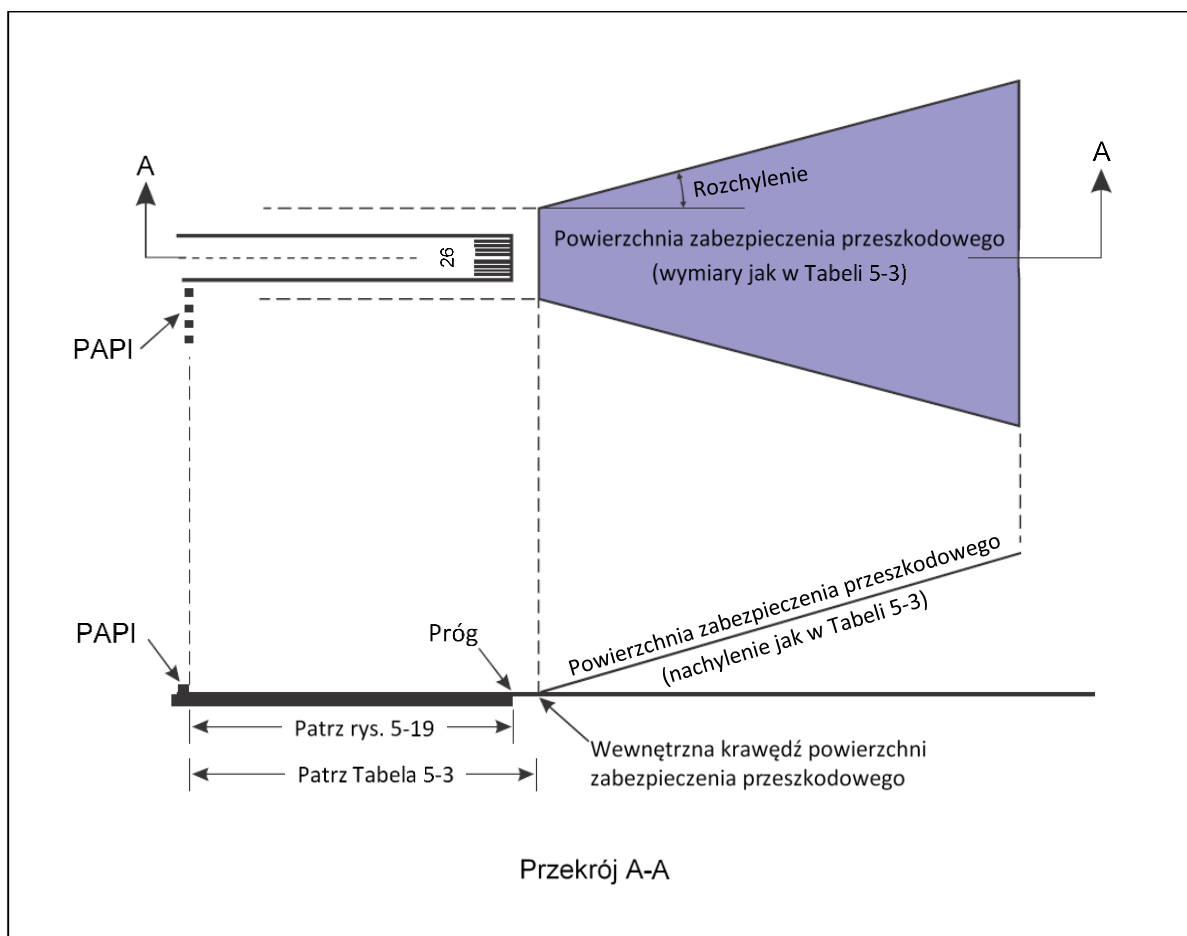 A
A
Rozchylenie
Powierzchnia zabezpieczenia przeszkodowego
(wymiary jak w Tabeli 5-3)
26
PAPI
Powierzchnia zabezpieczenia przeszkodowego
(nachylenie jak w Tabeli 5-3)
PAPI
Próg
Patrz rys. 5-19
Patrz Tabela 5-3
Wewnętrzna krawędź powierzchni
zabezpieczenia przeszkodowego
Przekrój A-A